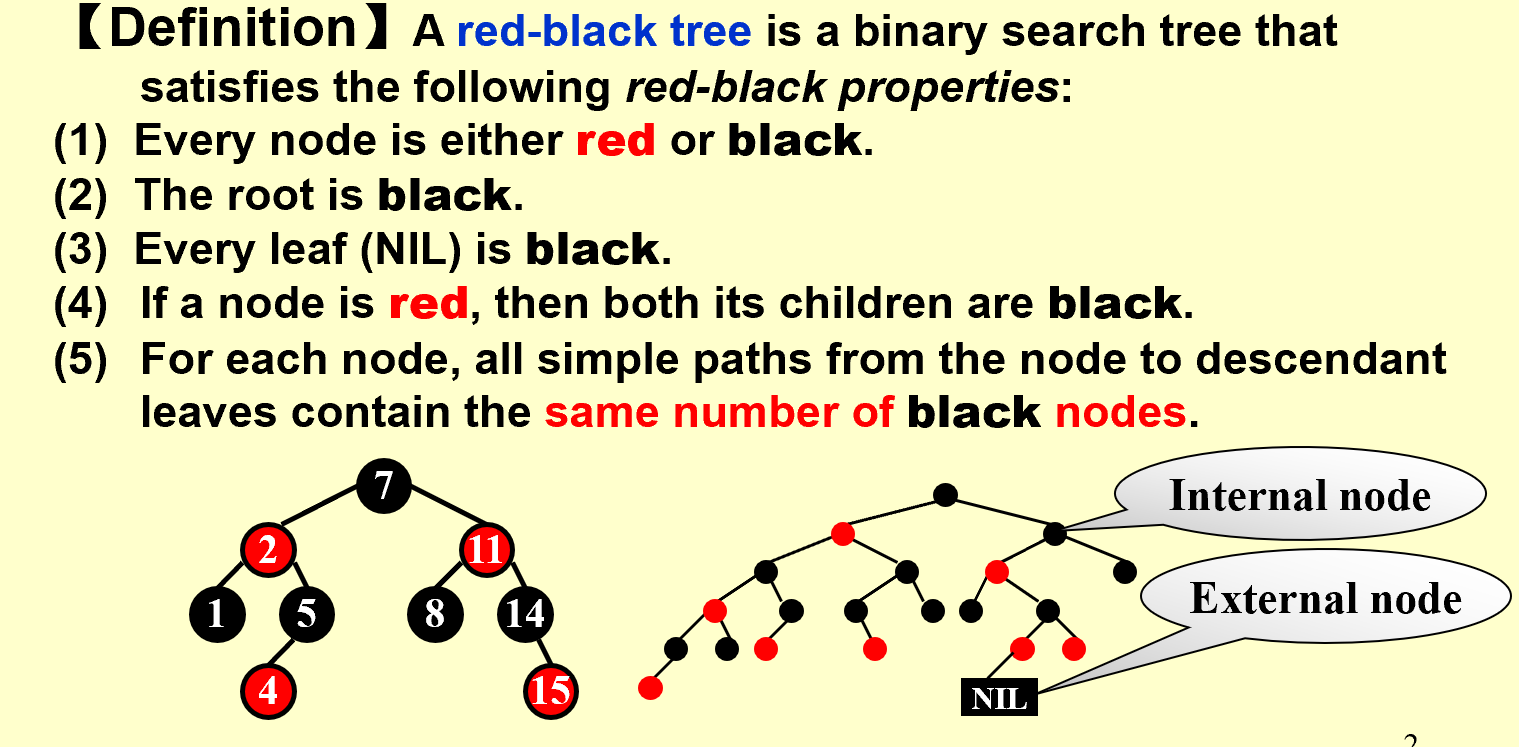 【Definition】A red-black tree is a binary search tree that
satisfies the following red-black properties:
(1) Every node is either red or black.
(2) The root is black.
(3) Every leaf (NIL) is black.
(4) If a node is red, then both its children are black.
(5) For each node, all simple paths from the node to descendant
leaves contain the same number of black nodes.
7
2 11
1 5 8 14
4 15
Internal node
External node
NIL
2